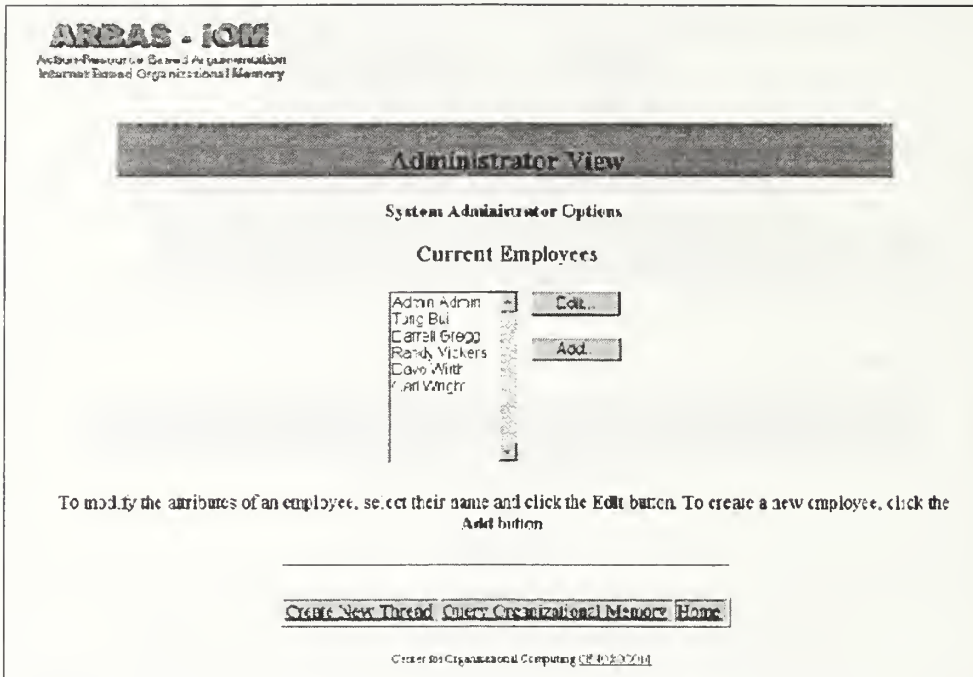 ARBAS - iOM
Action-Resource Based Argumentation
Internet Based Organizational Memory
Administrator View
System Administrator Options
Current Employees
Admin Admin
Edit...
Tung Bui
Darrell Gregg
Randy Vickers
Add...
Dave Wirth
Wright
To modify the attributes of an employee, select their name and click the Edit button. To create a new employee, click the
Add button
Create New Thread Query Organizational Memory Home
Center for Organizational Computing